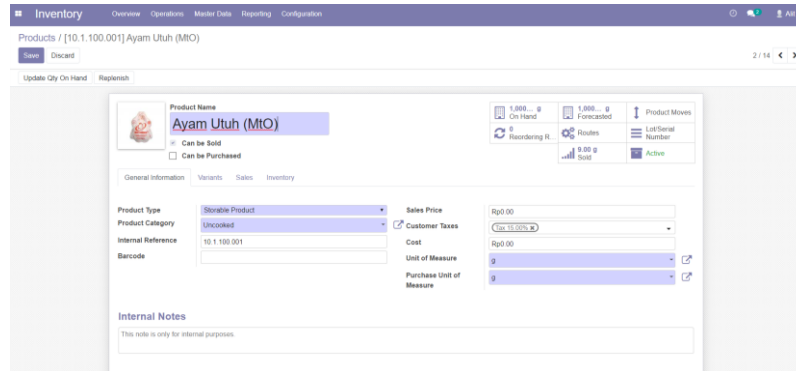 Inventory Overview Operations Master Data Reporting Configuration 2
Products / [10.1.100.001] Ayam Utuh (MtO)
Save Discard 2 / 14
Update Qty On Hand Replenish
Product Name
Ayam Utuh (MtO)
Can be Sold
Can be Purchased
1,000... g On Hand
1,000... g Forecasted
Product Moves
0 Reordering R...
Routes
Lot/Serial Number
9.00 g Sold
Active
General Information Variants Sales Inventory
Product Type Storable Product
Product Category Uncooked
Internal Reference 10.1.100.001
Barcode
Sales Price Rp0.00
Customer Taxes Tax 15.00% ×
Cost Rp0.00
Unit of Measure g
Purchase Unit of Measure g
Internal Notes
This note is only for internal purposes.